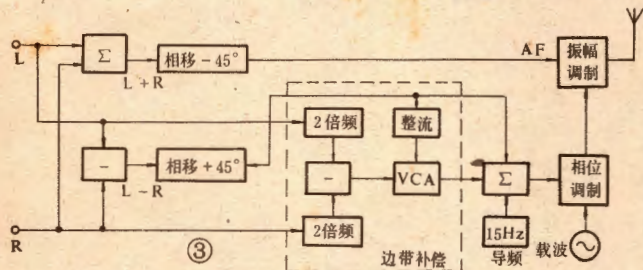 L
Σ
L+R
相移-45°
AF
振幅
调制
2倍频
整流
-
L-R
相移+45°
-
VCA
Σ
相位
调制
R
③
2倍频
边带补偿
15Hz
导频
载波